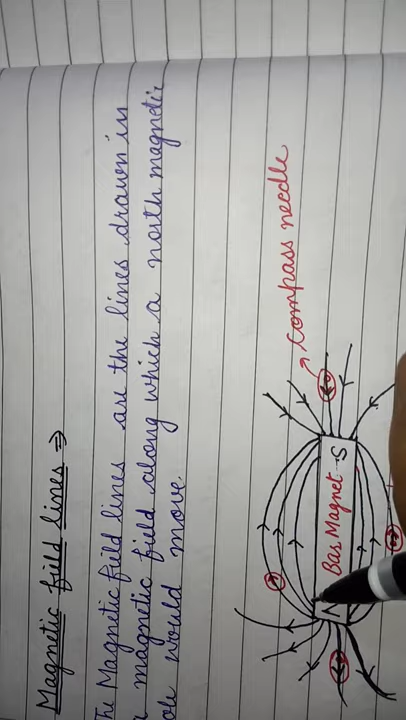 Magnetic field lines ⇒
The Magnetic field lines are the lines drawn in
a magnetic field along which a north magnetic
pole would move.
→ compass needle
N Bar Magnet -S